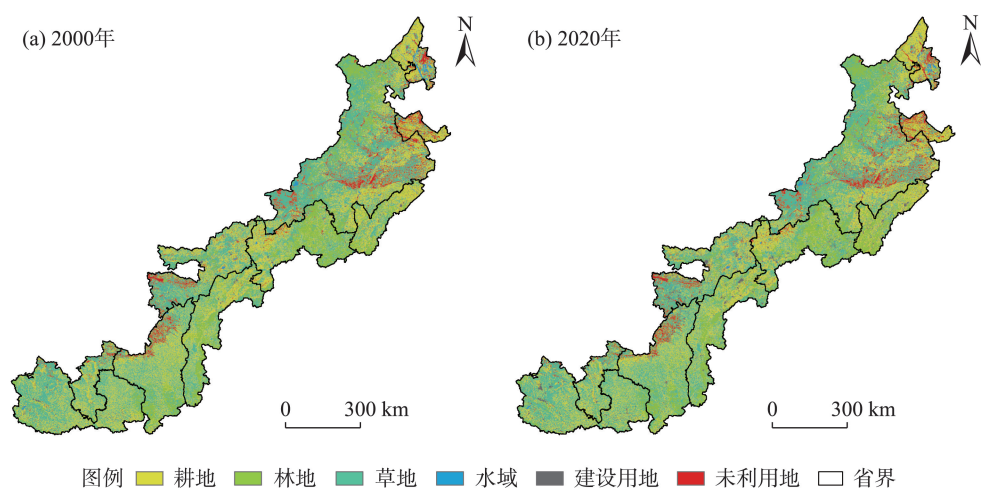 (a) 2000年
N
(b) 2020年
N
0 300 km
0 300 km
图例 耕地 林地 草地 水域 建设用地 未利用地 省界